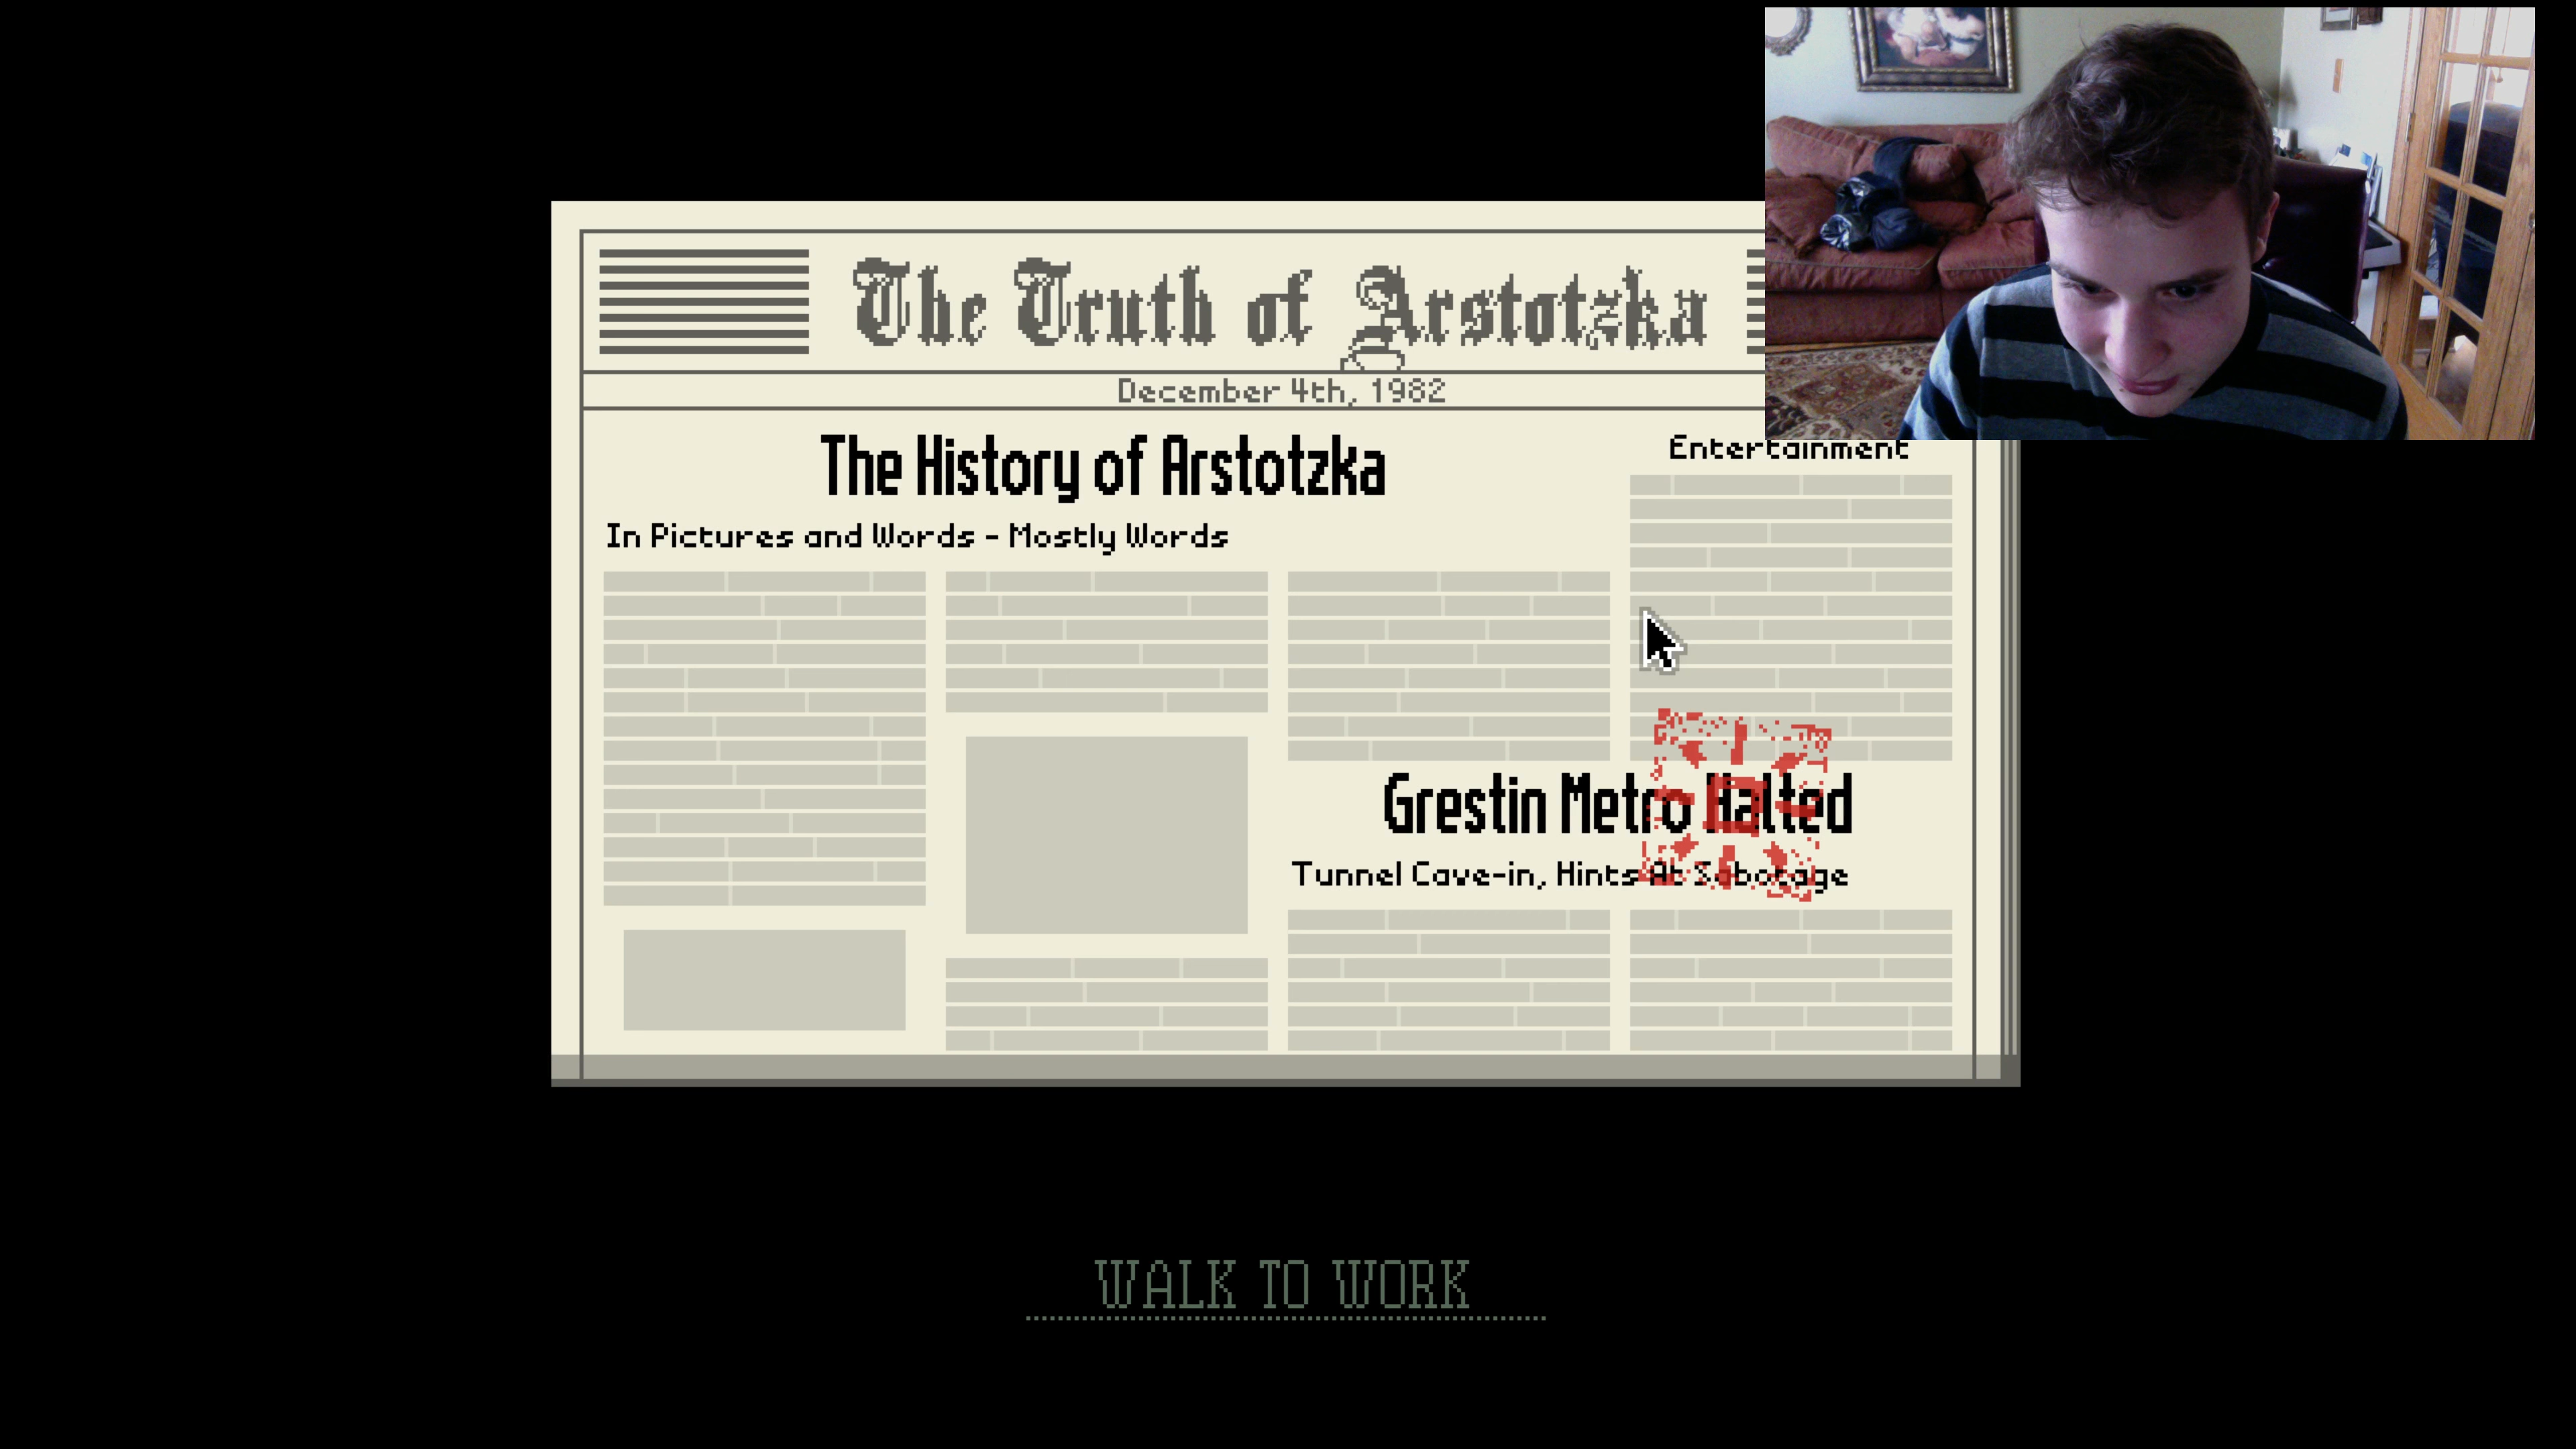 The Truth of Arstotzka
December 4th, 1982
The History of Arstotzka
In Pictures and Words - Mostly Words
Entertainment
Grestin Metro Halted
Tunnel Cave-in, Hints At Sabotage
WALK TO WORK